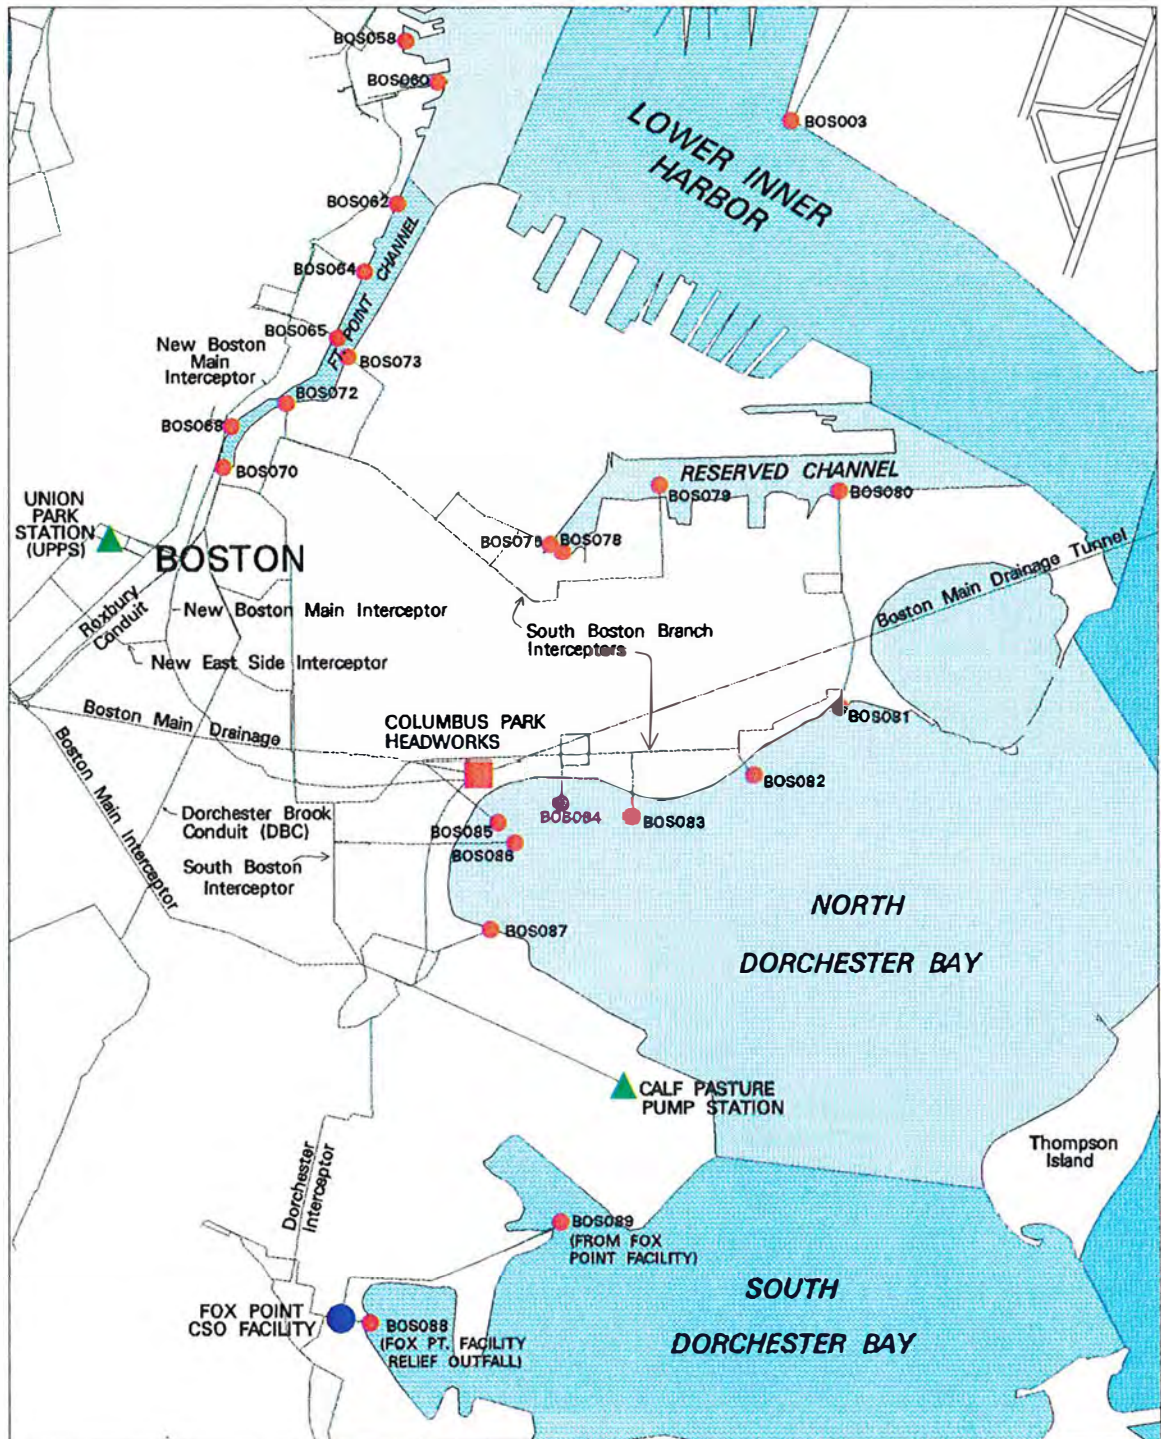 BOS058
BOS060
BOS003
LOWER INNER
HARBOR
BOS062
BOS064
FT. POINT CHANNEL
BOS065
BOS073
New Boston
Main
Interceptor
BOS072
BOS068
BOS070
RESERVED CHANNEL
BOS079
BOS080
UNION
PARK
STATION
(UPPS)
BOSTON
BOS076
BOS078
Boston Main Drainage Tunnel
Roxbury
Conduit
New Boston Main Interceptor
South Boston Branch
Interceptors
New East Side Interceptor
Boston Main Drainage
COLUMBUS PARK
HEADWORKS
BOS081
BOS082
Boston Main Interceptor
Dorchester Brook
Conduit (DBC)
BOS084
BOS083
BOS085
BOS086
South Boston
Interceptor
BOS087
NORTH
DORCHESTER BAY
CALF PASTURE
PUMP STATION
Thompson
Island
Dorchester
Interceptor
BOS089
(FROM FOX
POINT FACILITY)
FOX POINT
CSO FACILITY
BOS088
(FOX PT. FACILITY
RELIEF OUTFALL)
SOUTH
DORCHESTER BAY